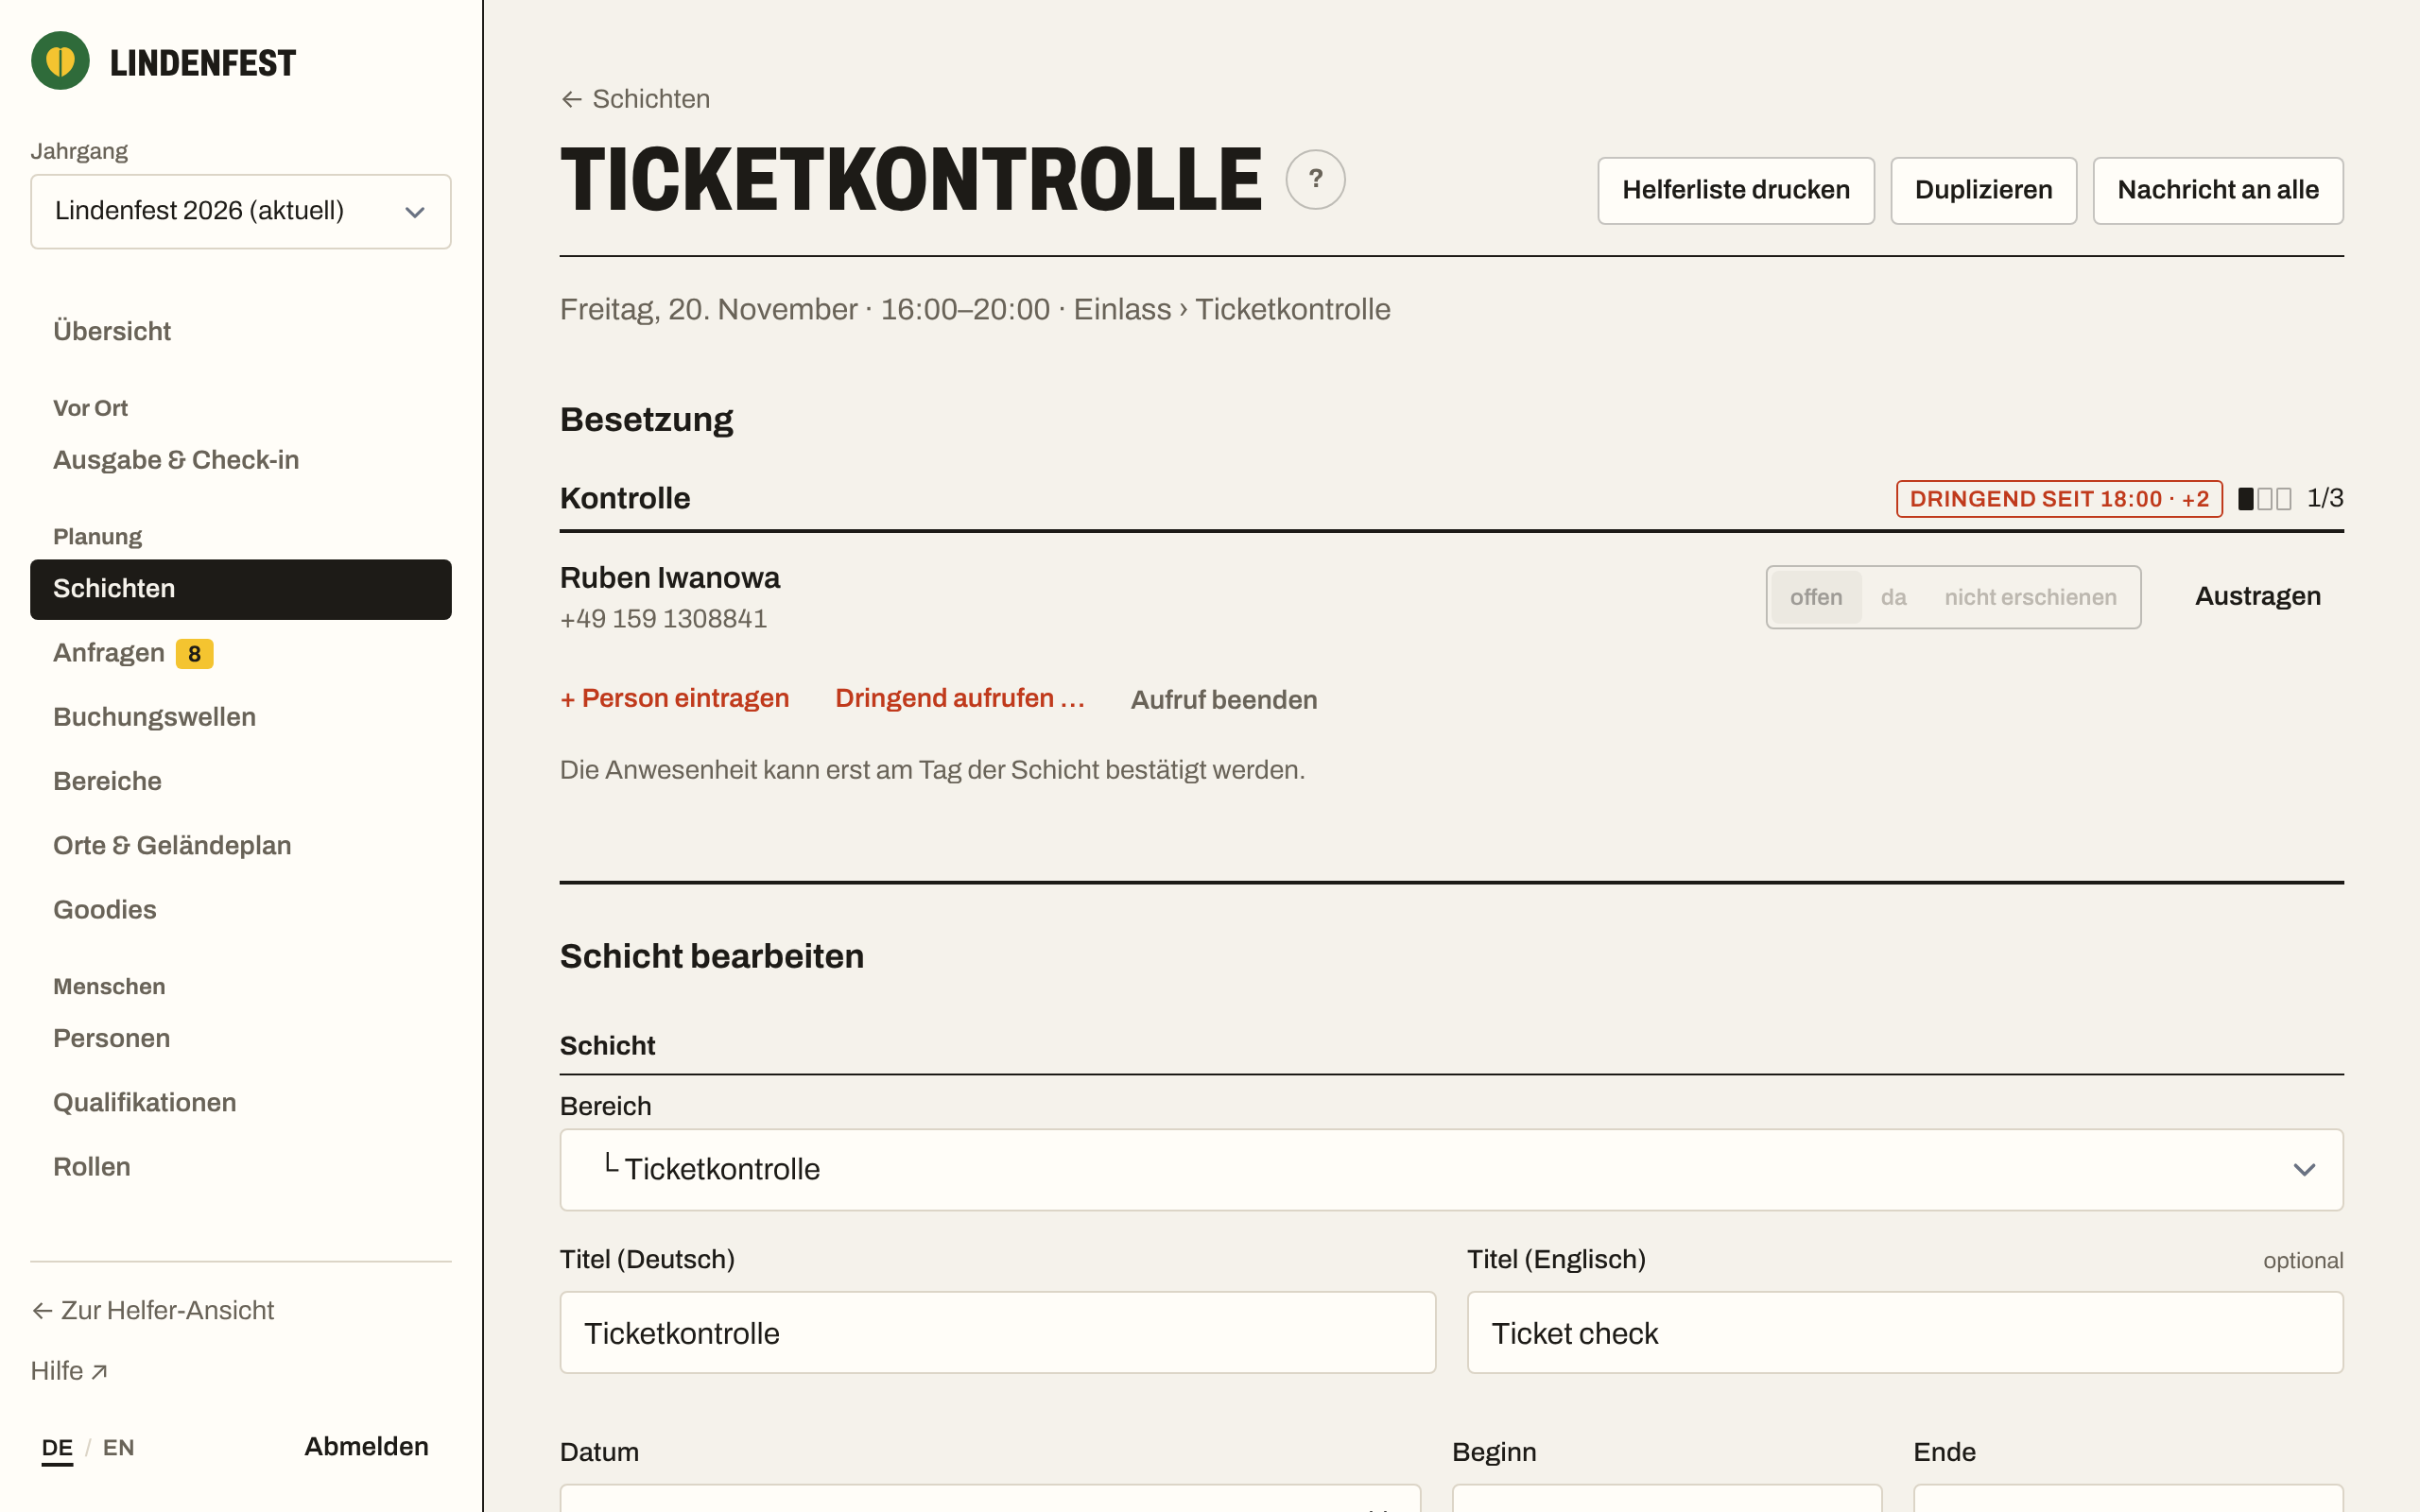 LINDENFEST
Jahrgang
Lindenfest 2026 (aktuell)
Übersicht
Vor Ort
Ausgabe & Check-in
Planung
Schichten
Anfragen 8
Buchungswellen
Bereiche
Orte & Geländeplan
Goodies
Menschen
Personen
Qualifikationen
Rollen
← Zur Helfer-Ansicht
Hilfe ↗
DE / EN
Abmelden
← Schichten
TICKETKONTROLLE ?
Helferliste drucken
Duplizieren
Nachricht an alle
Freitag, 20. November · 16:00–20:00 · Einlass › Ticketkontrolle
Besetzung
Kontrolle
DRINGEND SEIT 18:00 · +2
1/3
Ruben Iwanowa
+49 159 1308841
offen da nicht erschienen
Austragen
+ Person eintragen
Dringend aufrufen ...
Aufruf beenden
Die Anwesenheit kann erst am Tag der Schicht bestätigt werden.
Schicht bearbeiten
Schicht
Bereich
└ Ticketkontrolle
Titel (Deutsch)
Ticketkontrolle
Titel (Englisch)
optional
Ticket check
Datum
Beginn
Ende